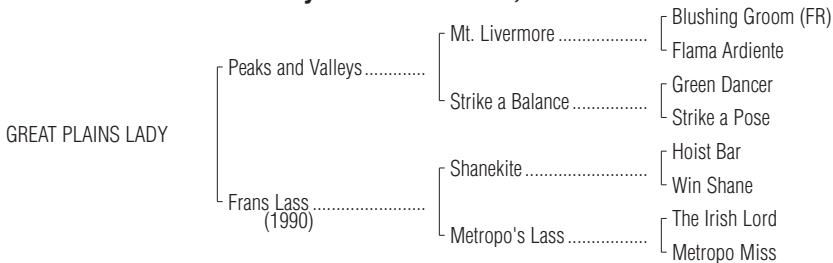 Blushing Groom (FR)
Mt. Livermore ..................
Flama Ardiente
Peaks and Valleys .............
Green Dancer
Strike a Balance .................
Strike a Pose
GREAT PLAINS LADY
Hoist Bar
Shanekite ........................
Win Shane
Frans Lass ........................
(1990)
The Irish Lord
Metropo's Lass .................
Metropo Miss